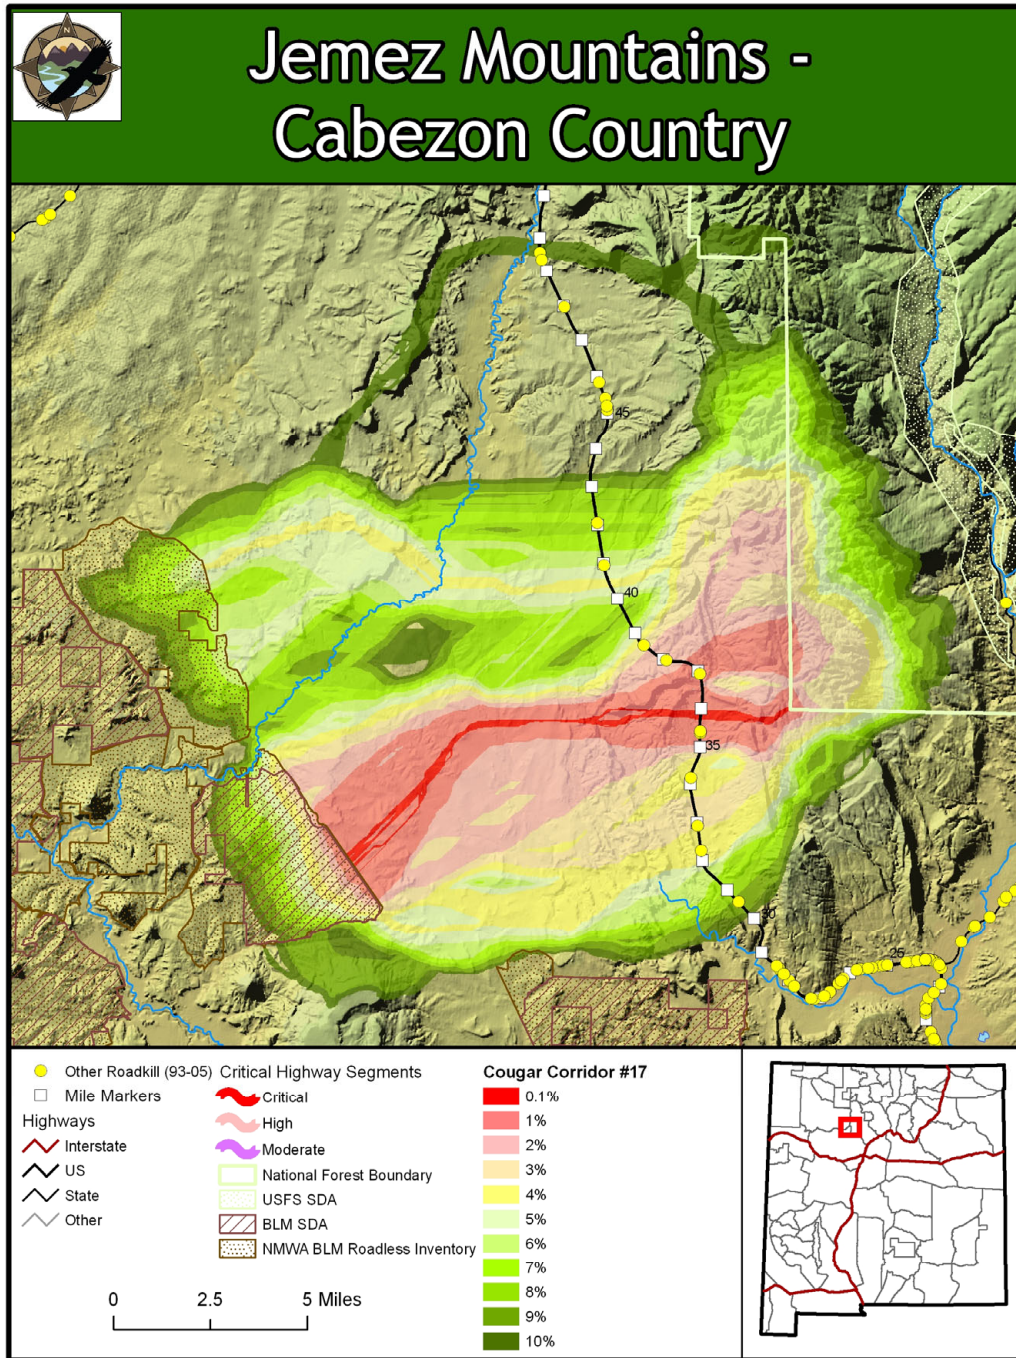 N
Jemez Mountains -
Cabezon Country
45
40
35
30
25
Other Roadkill (93-05)
Mile Markers
Highways
Interstate
US
State
Other
0 2.5 5 Miles
Critical Highway Segments
Critical
High
Moderate
National Forest Boundary
USFS SDA
BLM SDA
NMWA BLM Roadless Inventory
Cougar Corridor #17
0.1%
1%
2%
3%
4%
5%
6%
7%
8%
9%
10%